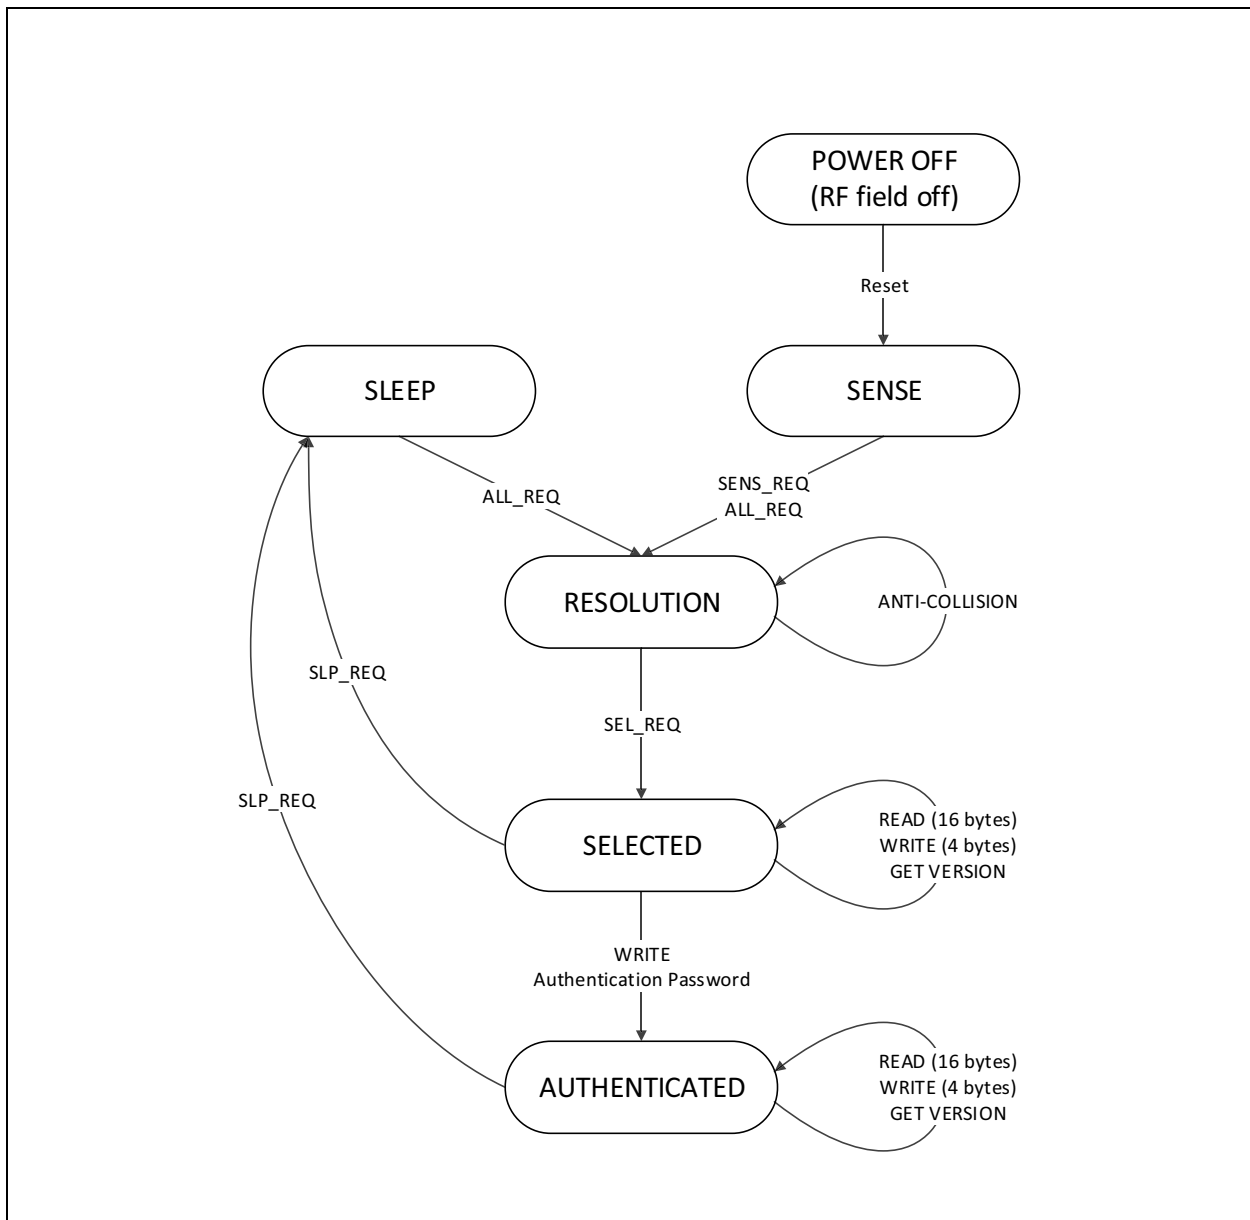 POWER OFF
(RF field off)
Reset
SLEEP
SENSE
ALL_REQ
SENS_REQ
ALL_REQ
RESOLUTION
ANTI-COLLISION
SLP_REQ
SEL_REQ
SLP_REQ
SELECTED
READ (16 bytes)
WRITE (4 bytes)
GET VERSION
WRITE
Authentication Password
AUTHENTICATED
READ (16 bytes)
WRITE (4 bytes)
GET VERSION